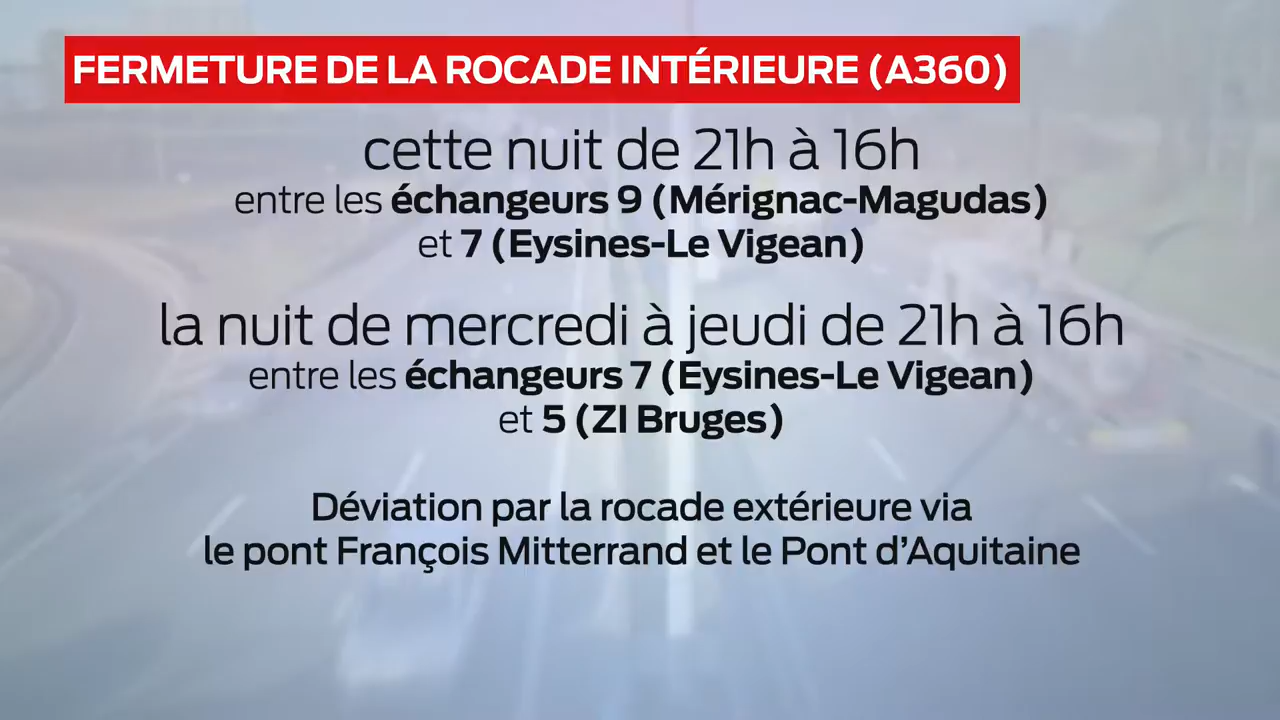 FERMETURE DE LA ROCADE INTÉRIEURE (A360)
cette nuit de 21h à 16h
entre les échangeurs 9 (Mérignac-Magudas)
et 7 (Eysines-Le Vigean)
la nuit de mercredi à jeudi de 21h à 16h
entre les échangeurs 7 (Eysines-Le Vigean)
et 5 (ZI Bruges)
Déviation par la rocade extérieure via
le pont François Mitterrand et le Pont d’Aquitaine